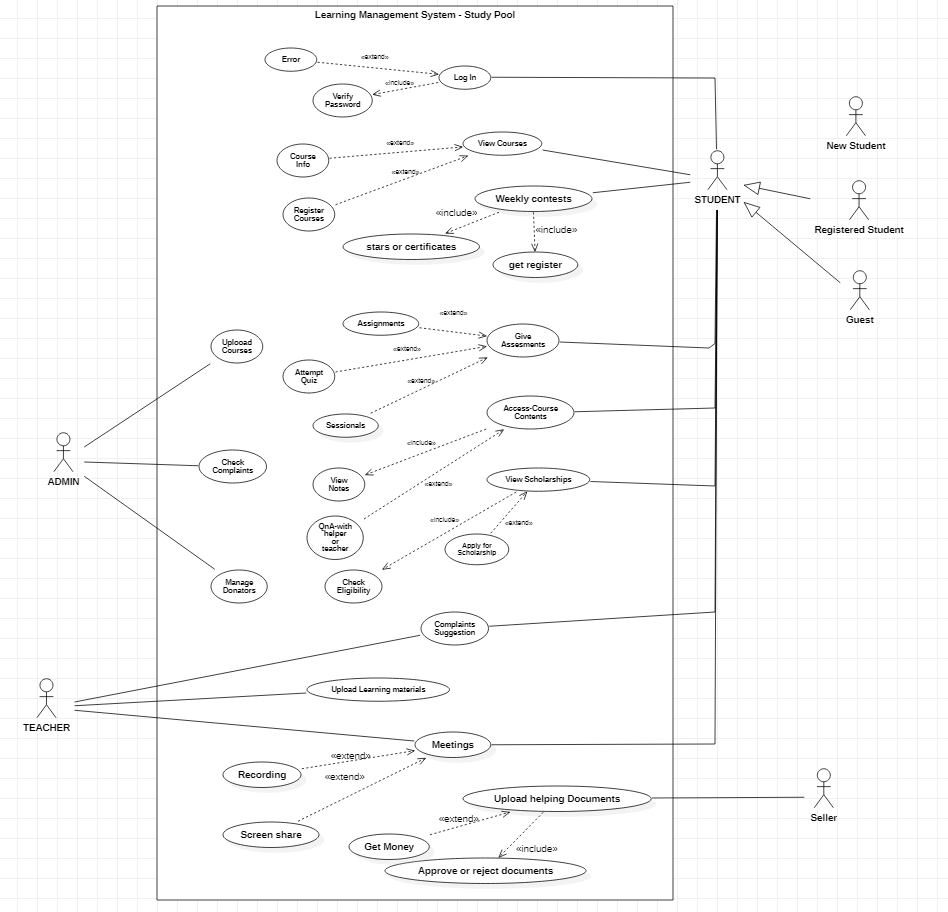 Learning Management System - Study Pool
Error
«extend»
Log In
«include»
Verify
Password
New Student
View Courses
«extend»
Course
Info
«extend»
STUDENT
Weekly contests
Register
Courses
«include»
Registered Student
«include»
stars or certificates
get register
Guest
Assignments
«extend»
Uplooad
Courses
Give
Assesments
«extend»
Attempt
Quiz
«extend»
Sessionals
Access-Course
Contents
«include»
ADMIN
Check
Complaints
View
Notes
«extend»
View Scholarships
QnA-with
helper
or
teacher
«include»
«extend»
Apply for
Scholarship
Manage
Donators
Check
Eligibility
Complaints
Suggestion
TEACHER
Upload Learning materials
Meetings
«extend»
Recording
«extend»
Upload helping Documents
Seller
Screen share
«extend»
Get Money
«include»
Approve or reject documents